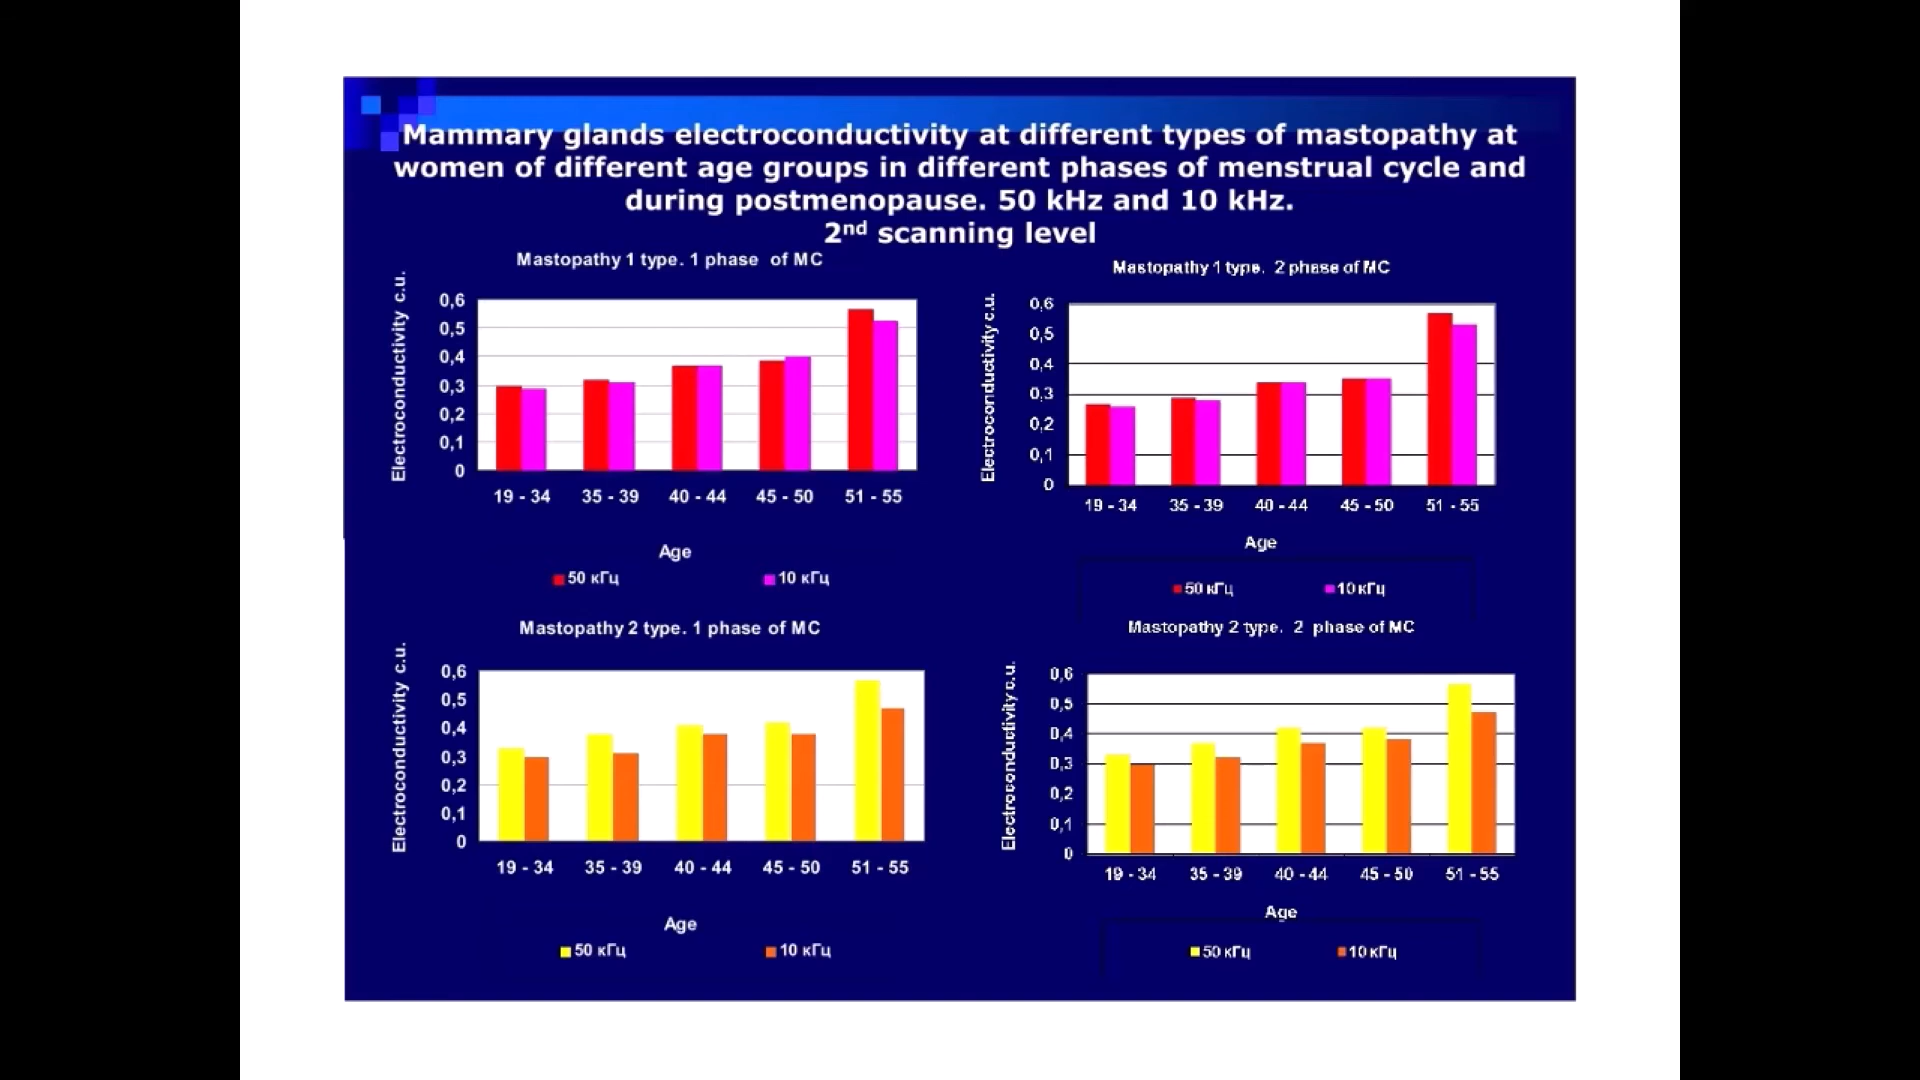 Mammary glands electroconductivity at different types of mastopathy at
women of different age groups in different phases of menstrual cycle and
during postmenopause. 50 kHz and 10 kHz.
2nd scanning level
Mastopathy 1 type. 1 phase of MC
Electroconductivity c.u.
0,6
0,5
0,4
0,3
0,2
0,1
0
19 - 34 35 - 39 40 - 44 45 - 50 51 - 55
Age
50 кГц 10 кГц
Mastopathy 1 type. 2 phase of MC
Electroconductivity c.u.
0,6
0,5
0,4
0,3
0,2
0,1
0
19 - 34 35 - 39 40 - 44 45 - 50 51 - 55
Age
50 кГц 10 кГц
Mastopathy 2 type. 1 phase of MC
Electroconductivity c.u.
0,6
0,5
0,4
0,3
0,2
0,1
0
19 - 34 35 - 39 40 - 44 45 - 50 51 - 55
Age
50 кГц 10 кГц
Mastopathy 2 type. 2 phase of MC
Electroconductivity c.u.
0,6
0,5
0,4
0,3
0,2
0,1
0
19 - 34 35 - 39 40 - 44 45 - 50 51 - 55
Age
50 кГц 10 кГц